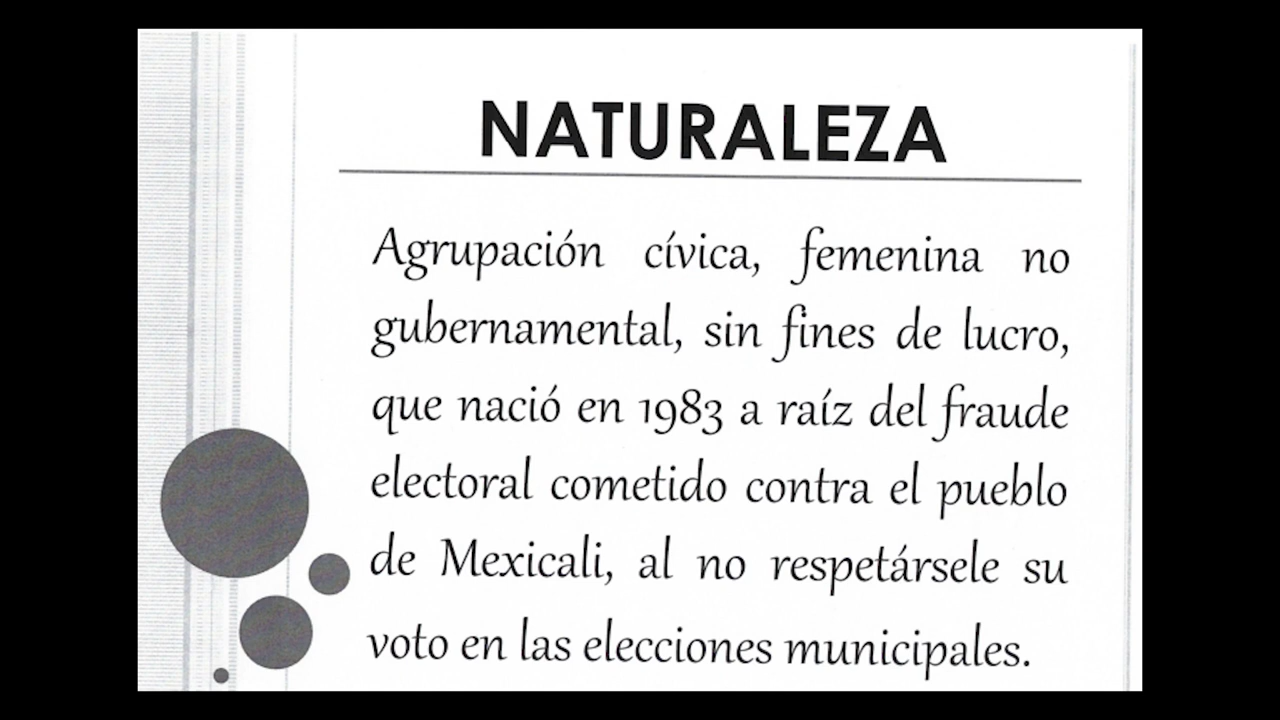 NATURALEZA
Agrupación cívica, femenina no
gubernamental, sin fines de lucro,
que nació en 1983 a raíz del fraude
electoral cometido contra el pueblo
de Mexicali, al no respetársele su
voto en las elecciones municipales.